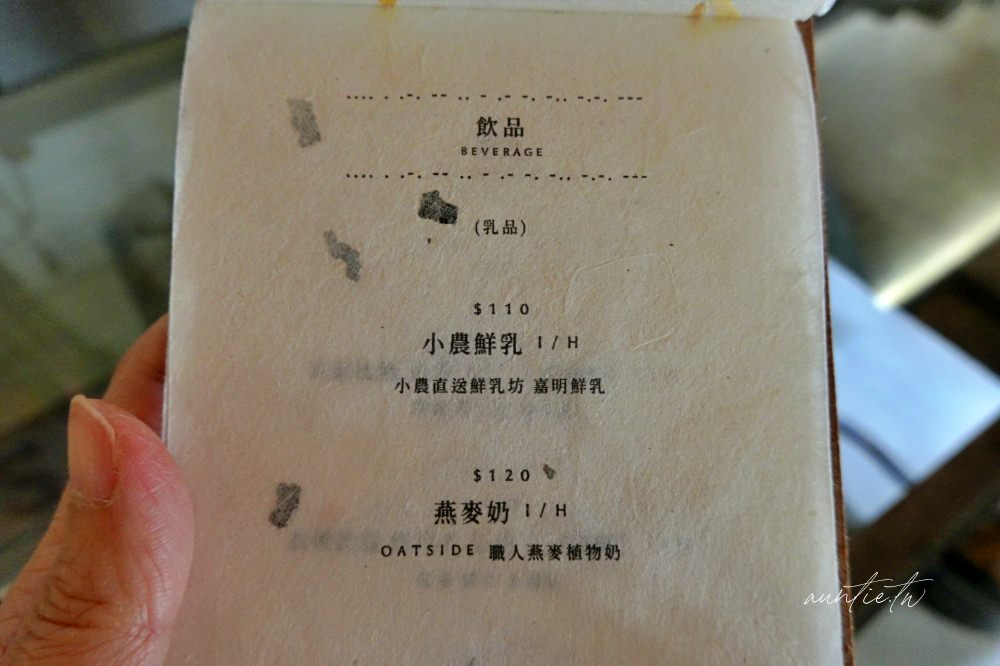 .... . .-. -- .. - .- -. -.. -.-. ---
飲品
BEVERAGE
.... . .-. -- .. - .- -. -.. -.-. ---
(乳品)
$110
小農鮮乳 I/H
小農直送鮮乳坊 嘉明鮮乳
$120
燕麥奶 I/H
OATSIDE 職人燕麥植物奶
auntie.tw